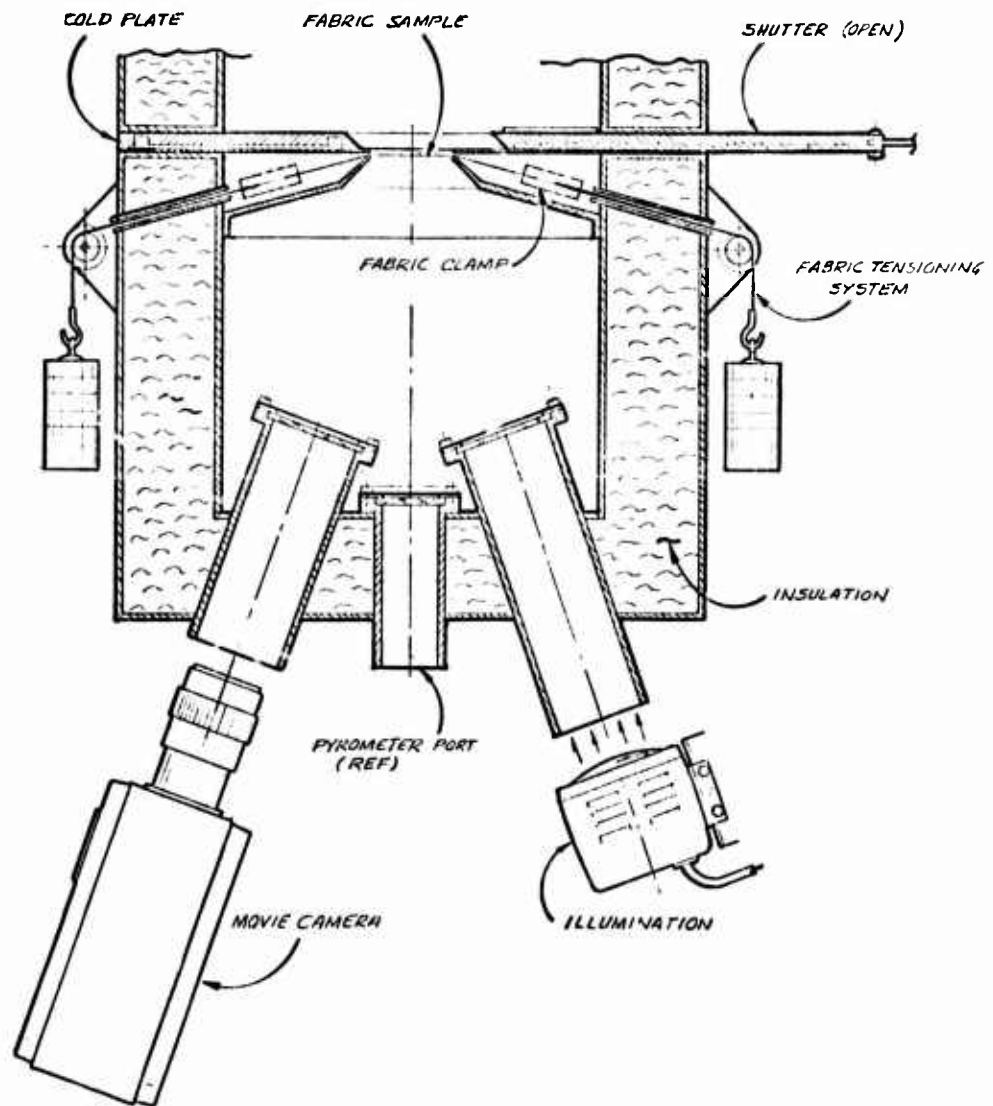 COLD PLATE
FABRIC SAMPLE
SHUTTER (OPEN)
FABRIC CLAMP
FABRIC TENSIONING
SYSTEM
INSULATION
PYROMETER PORT
(REF)
MOVIE CAMERA
ILLUMINATION